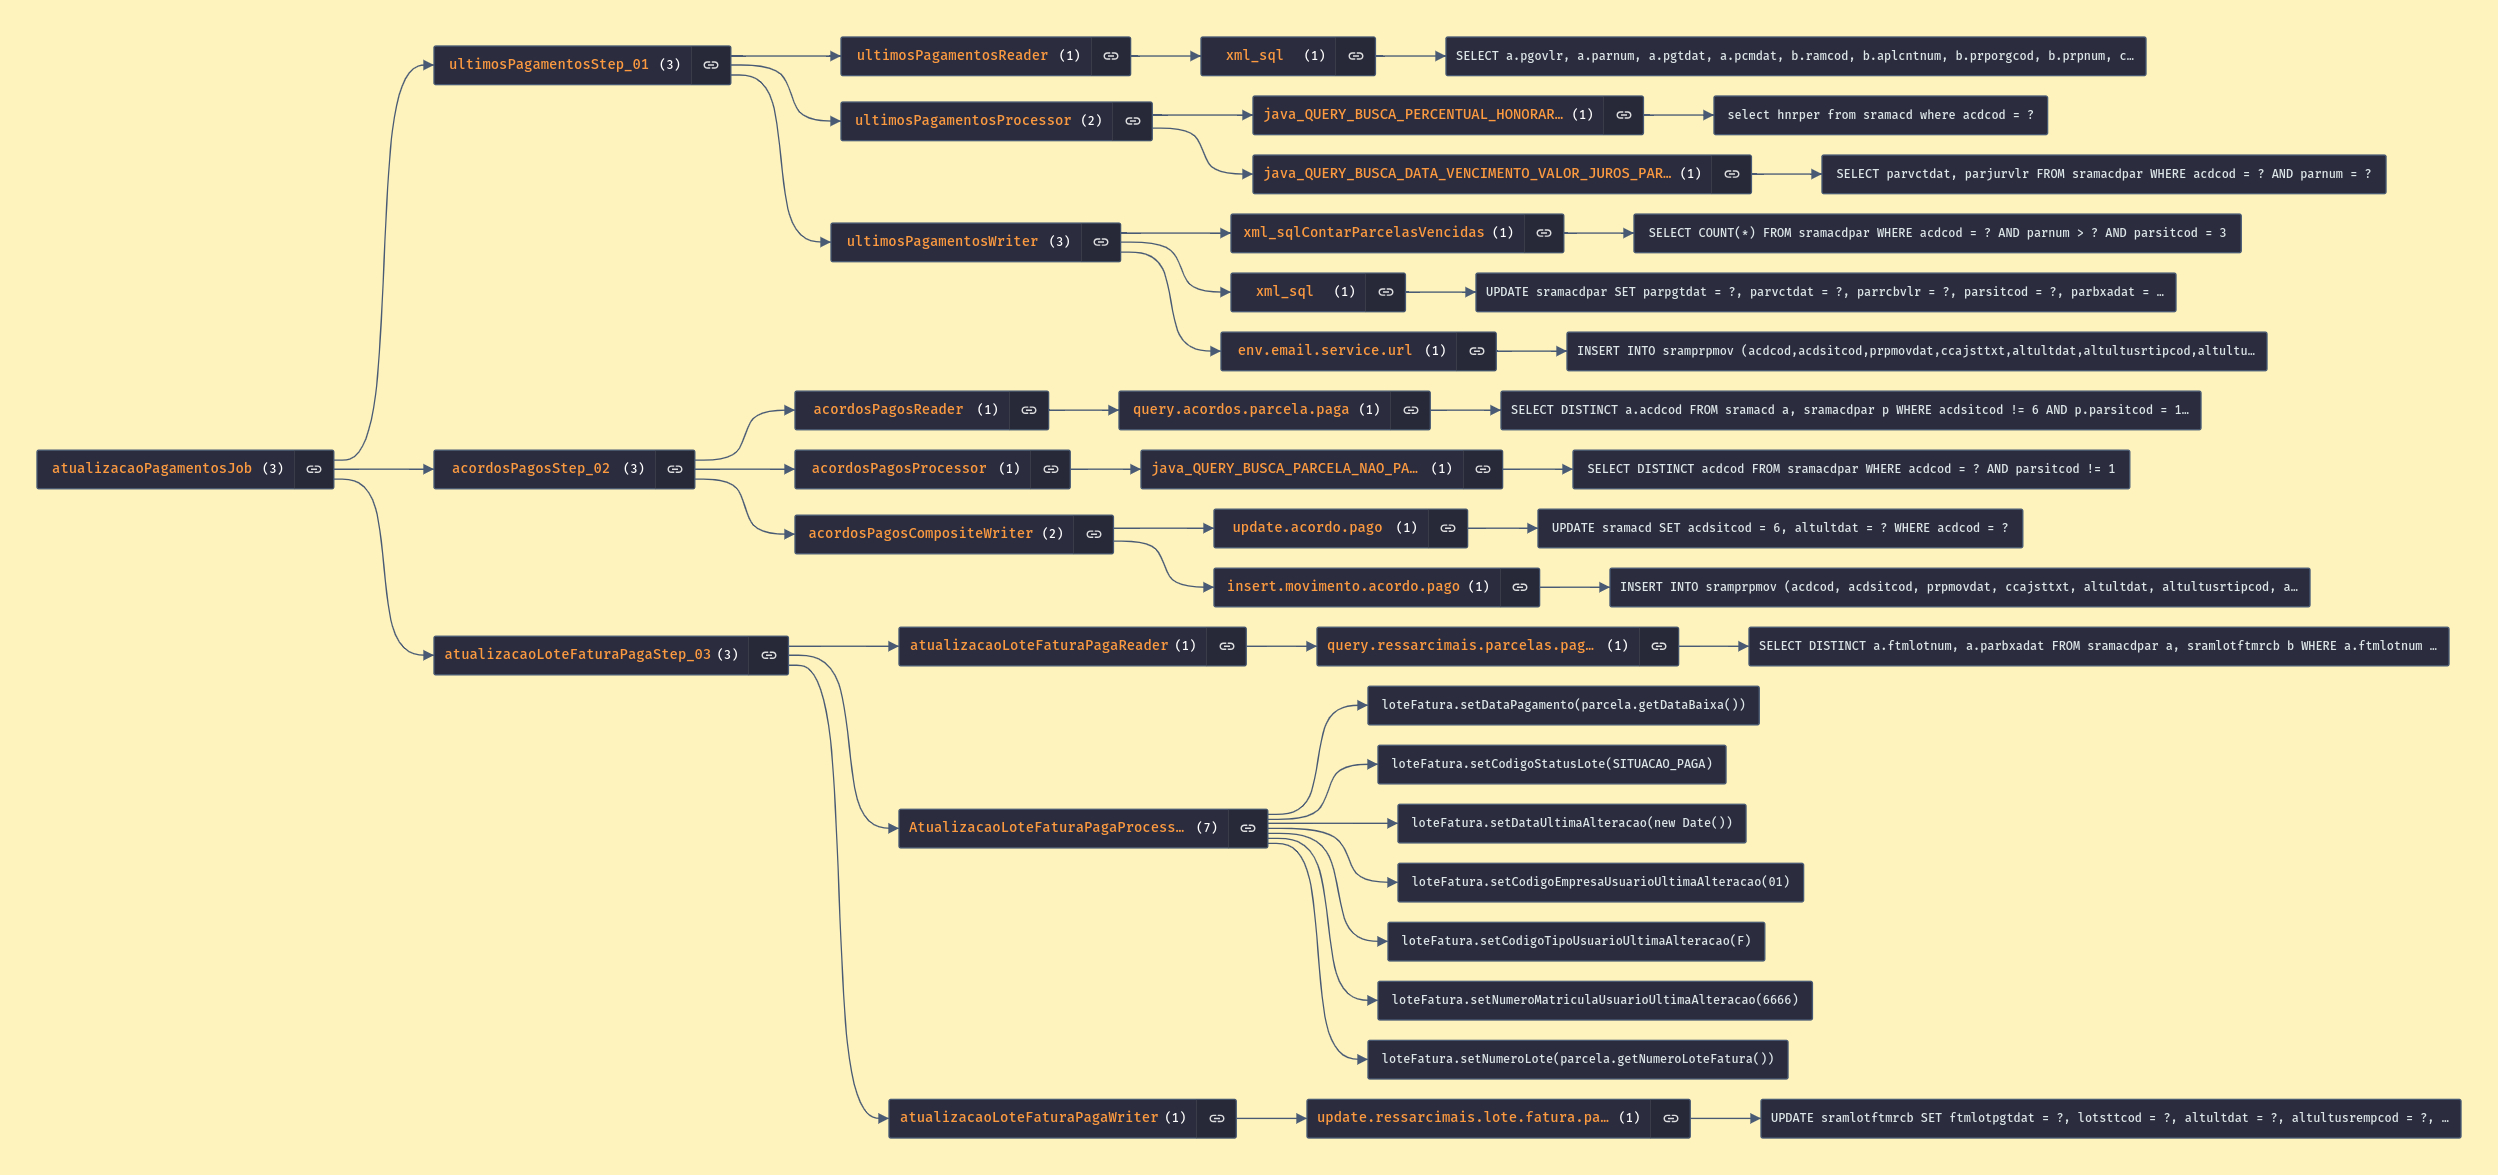 atualizacaoPagamentosJob (3)
ultimosPagamentosStep_01 (3)
ultimosPagamentosReader (1)
xml_sql (1)
SELECT a.pgovlr, a.parnum, a.pgtdat, a.pcmdat, b.ramcod, b.aplcntnum, b.prporgcod, b.prpnum, c…
ultimosPagamentosProcessor (2)
java_QUERY_BUSCA_PERCENTUAL_HONORAR… (1)
select hnrper from sramacd where acdcod = ?
java_QUERY_BUSCA_DATA_VENCIMENTO_VALOR_JUROS_PAR… (1)
SELECT parvctdat, parjurvlr FROM sramacdpar WHERE acdcod = ? AND parnum = ?
ultimosPagamentosWriter (3)
xml_sqlContarParcelasVencidas (1)
SELECT COUNT(*) FROM sramacdpar WHERE acdcod = ? AND parnum > ? AND parsitcod = 3
xml_sql (1)
UPDATE sramacdpar SET parpgtdat = ?, parvctdat = ?, parrcbvlr = ?, parsitcod = ?, parbxadat = …
env.email.service.url (1)
INSERT INTO sramprpmov (acdcod,acdsitcod,prpmovdat,ccajsttxt,altultdat,altultusrtipcod,altultu…
acordosPagosStep_02 (3)
acordosPagosReader (1)
query.acordos.parcela.paga (1)
SELECT DISTINCT a.acdcod FROM sramacd a, sramacdpar p WHERE acdsitcod != 6 AND p.parsitcod = 1…
acordosPagosProcessor (1)
java_QUERY_BUSCA_PARCELA_NAO_PA… (1)
SELECT DISTINCT acdcod FROM sramacdpar WHERE acdcod = ? AND parsitcod != 1
acordosPagosCompositeWriter (2)
update.acordo.pago (1)
UPDATE sramacd SET acdsitcod = 6, altultdat = ? WHERE acdcod = ?
insert.movimento.acordo.pago (1)
INSERT INTO sramprpmov (acdcod, acdsitcod, prpmovdat, ccajsttxt, altultdat, altultusrtipcod, a…
atualizacaoLoteFaturaPagaStep_03 (3)
atualizacaoLoteFaturaPagaReader (1)
query.ressarcimais.parcelas.pag… (1)
SELECT DISTINCT a.ftmlotnum, a.parbxadat FROM sramacdpar a, sramlotftmrcb b WHERE a.ftmlotnum …
AtualizacaoLoteFaturaPagaProcess… (7)
loteFatura.setDataPagamento(parcela.getDataBaixa())
loteFatura.setCodigoStatusLote(SITUACAO_PAGA)
loteFatura.setDataUltimaAlteracao(new Date())
loteFatura.setCodigoEmpresaUsuarioUltimaAlteracao(01)
loteFatura.setCodigoTipoUsuarioUltimaAlteracao(F)
loteFatura.setNumeroMatriculaUsuarioUltimaAlteracao(6666)
loteFatura.setNumeroLote(parcela.getNumeroLoteFatura())
atualizacaoLoteFaturaPagaWriter (1)
update.ressarcimais.lote.fatura.pa… (1)
UPDATE sramlotftmrcb SET ftmlotpgtdat = ?, lotsttcod = ?, altultdat = ?, altultusrempcod = ?, …